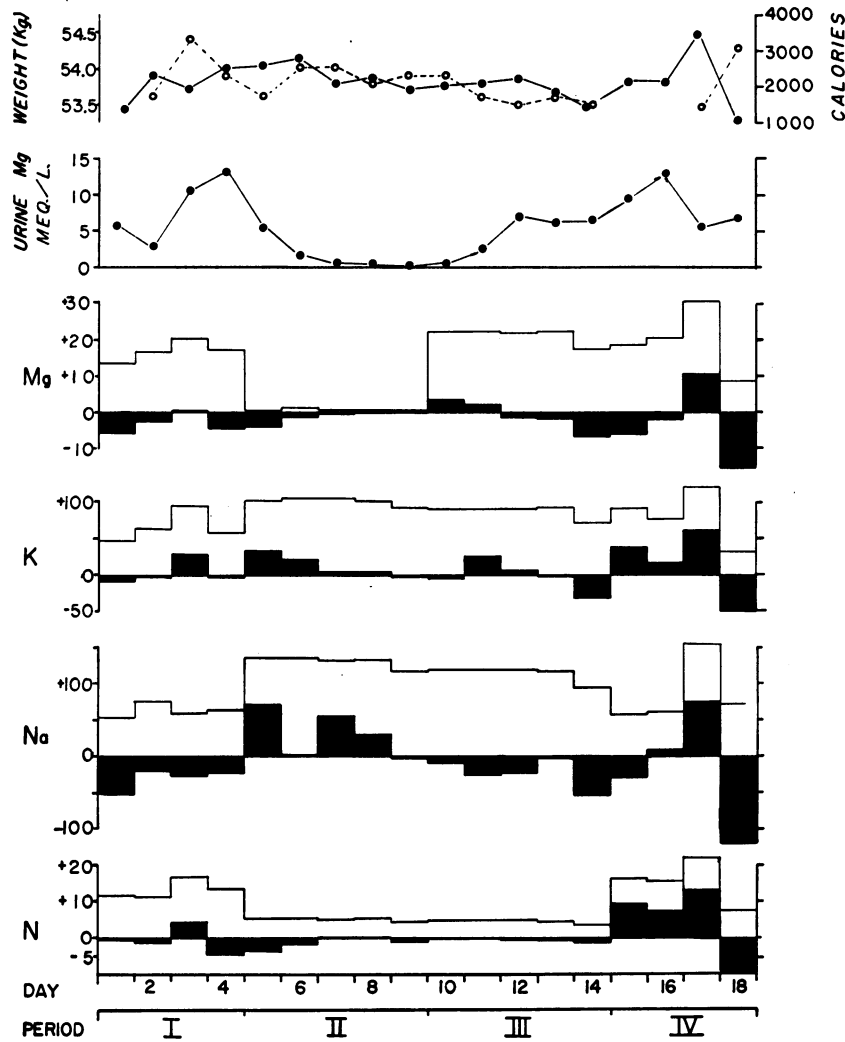 WEIGHT (Kg)
54.5
54.0
53.5
4000
3000
2000
1000
CALORIES
URINE Mg
MEQ./L.
15
10
5
0
Mg
+30
+20
+10
0
-10
K
+100
0
-50
Na
+100
0
-100
N
+20
+10
0
-5
DAY 2 4 6 8 10 12 14 16 18
PERIOD I II III IV